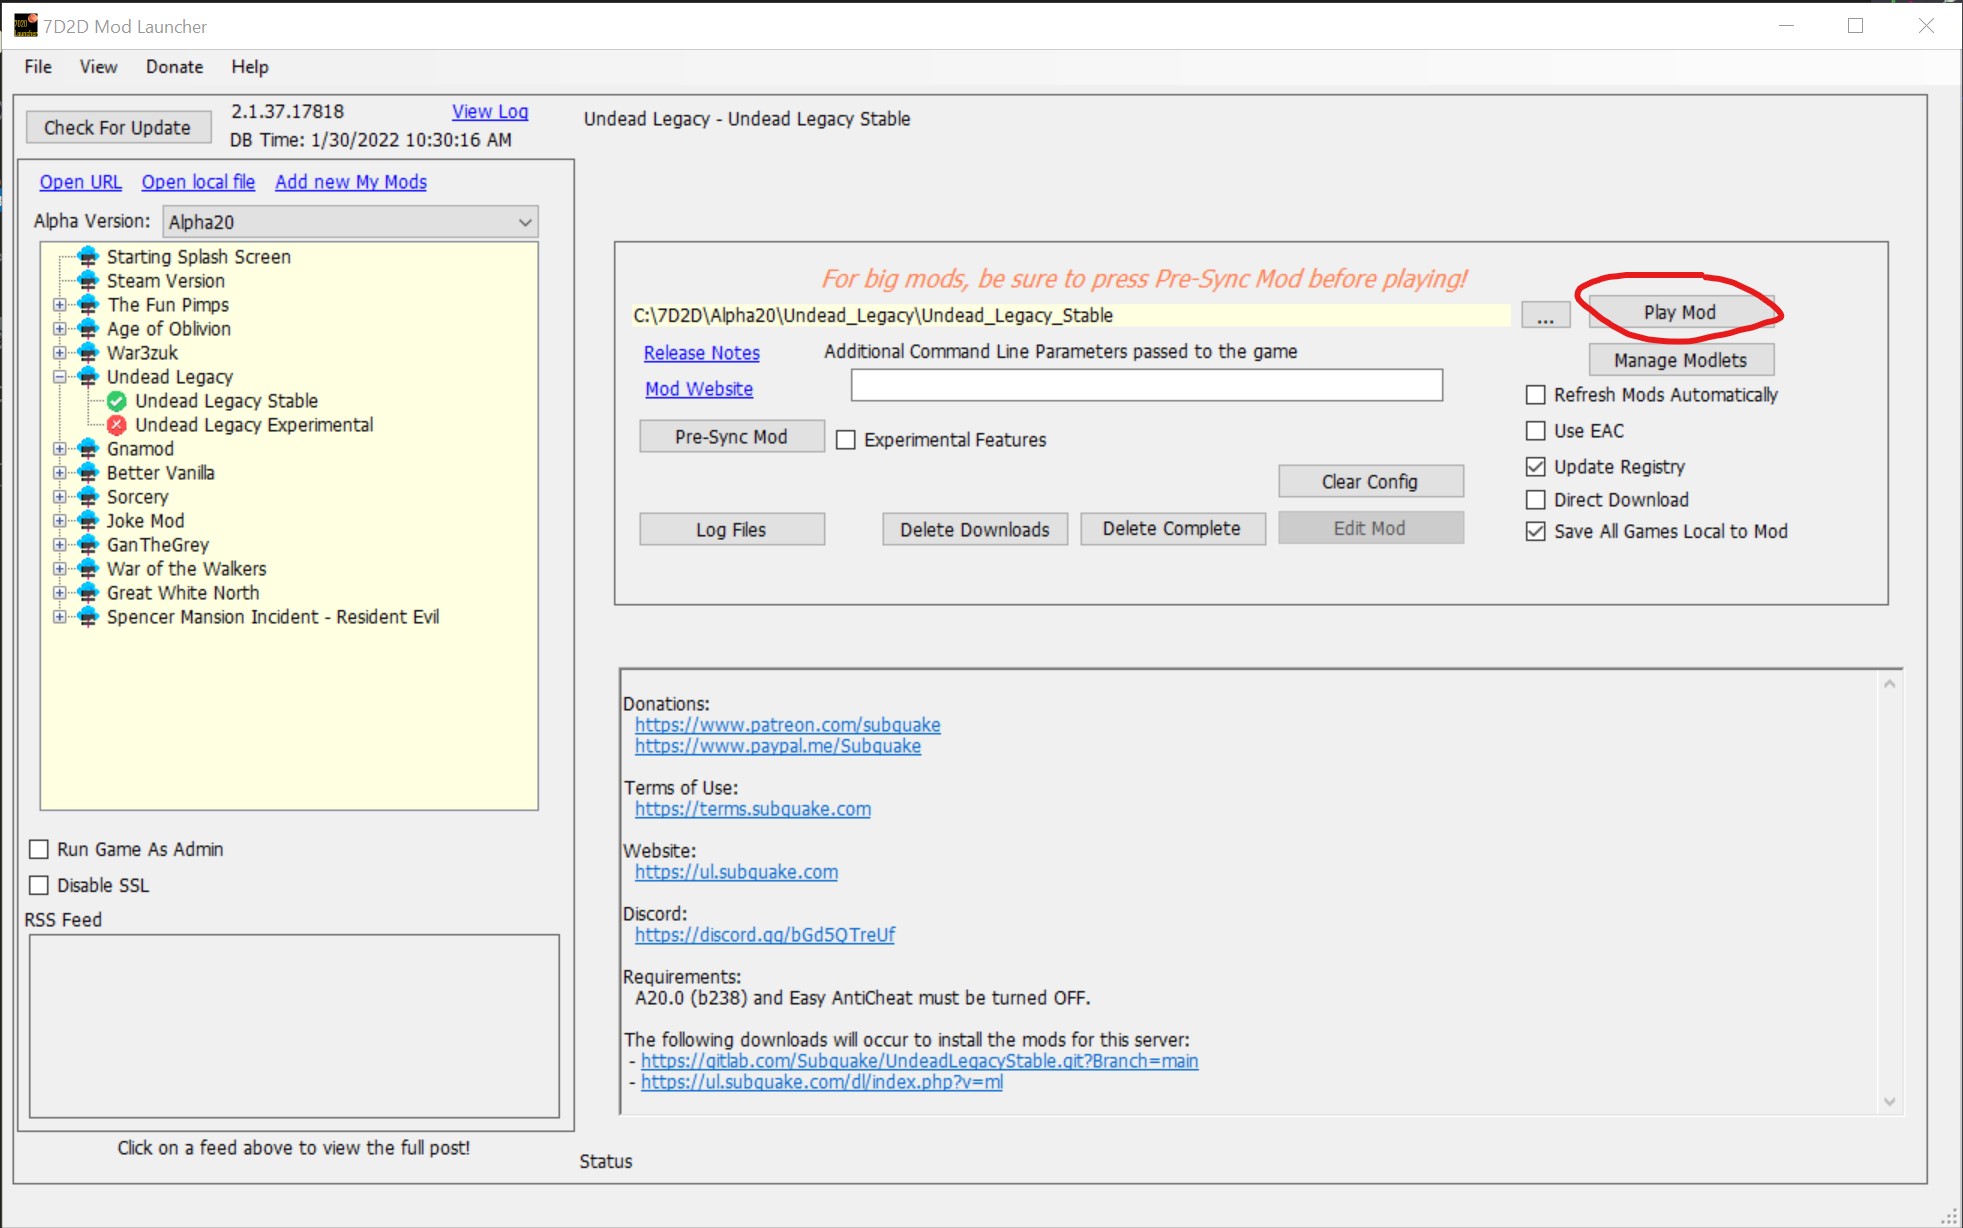 7D2D Mod Launcher
File View Donate Help
Check For Update
2.1.37.17818
View Log
DB Time: 1/30/2022 10:30:16 AM
Open URL Open local file Add new My Mods
Alpha Version: Alpha20
Starting Splash Screen
Steam Version
The Fun Pimps
Age of Oblivion
War3zuk
Undead Legacy
Undead Legacy Stable
Undead Legacy Experimental
Gnamod
Better Vanilla
Sorcery
Joke Mod
GanTheGrey
War of the Walkers
Great White North
Spencer Mansion Incident - Resident Evil
Run Game As Admin
Disable SSL
RSS Feed
Click on a feed above to view the full post!
Undead Legacy - Undead Legacy Stable
For big mods, be sure to press Pre-Sync Mod before playing!
C:\7D2D\Alpha20\Undead_Legacy\Undead_Legacy_Stable
...
Play Mod
Release Notes
Additional Command Line Parameters passed to the game
Manage Modlets
Mod Website
Refresh Mods Automatically
Pre-Sync Mod
Experimental Features
Use EAC
Update Registry
Clear Config
Direct Download
Log Files
Delete Downloads
Delete Complete
Edit Mod
Save All Games Local to Mod
Donations:
https://www.patreon.com/subquake
https://www.paypal.me/Subquake
Terms of Use:
https://terms.subquake.com
Website:
https://ul.subquake.com
Discord:
https://discord.gg/bGd5QTreUf
Requirements:
A20.0 (b238) and Easy AntiCheat must be turned OFF.
The following downloads will occur to install the mods for this server:
- https://gitlab.com/Subquake/UndeadLegacyStable.git?Branch=main
- https://ul.subquake.com/dl/index.php?v=ml
Status